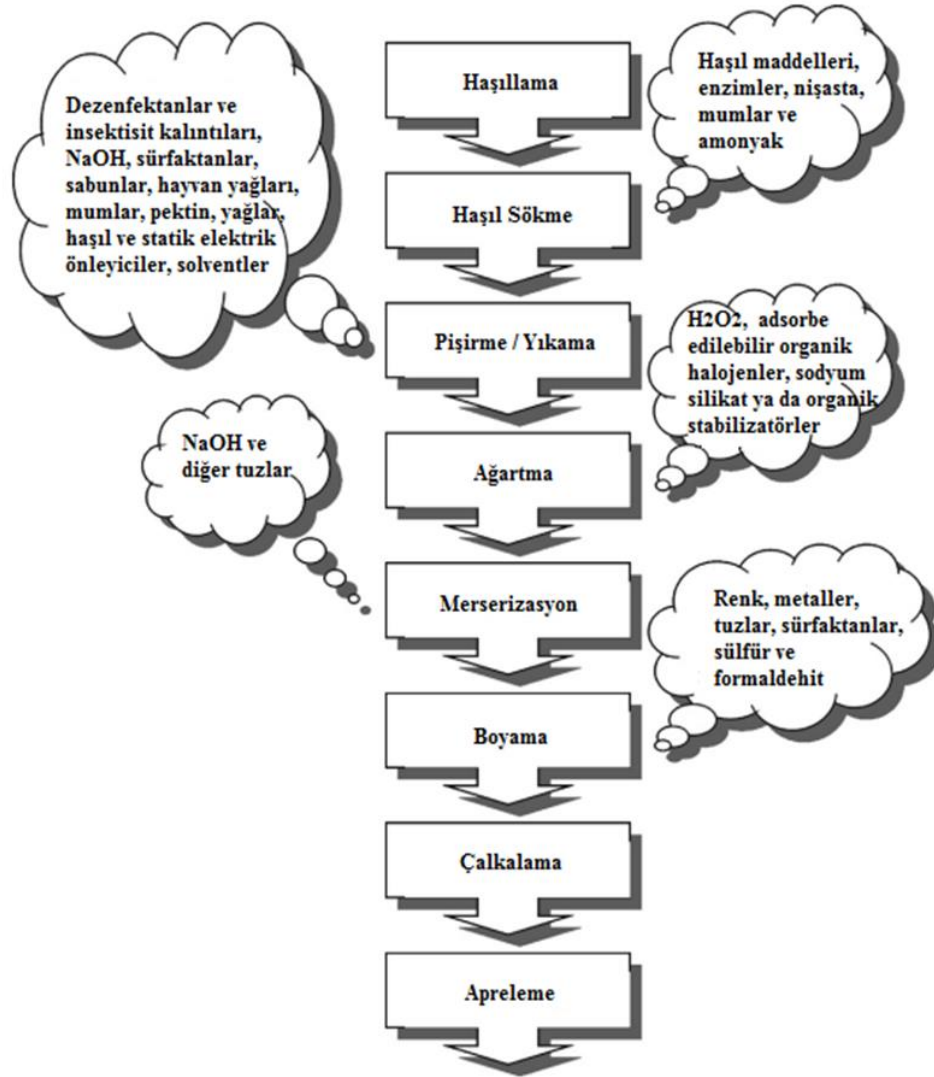 Haşıllama
Haşıl maddelleri,
enzimler, nişasta,
mumlar ve
amonyak
Dezenfektanlar ve
insektisit kalıntıları,
NaOH, sürfaktanlar,
sabunlar, hayvan yağları,
mumlar, pektin, yağlar,
haşıl ve statik elektrik
önleyiciler, solventler
Haşıl Sökme
Pişirme / Yıkama
H2O2, adsorbe
edilebilir organik
halojenler, sodyum
silikat ya da organik
stabilizatörler
NaOH ve
diğer tuzlar
Ağartma
Merserizasyon
Renk, metaller,
tuzlar, sürfaktanlar,
sülfür ve
formaldehit
Boyama
Çalkalama
Apreleme